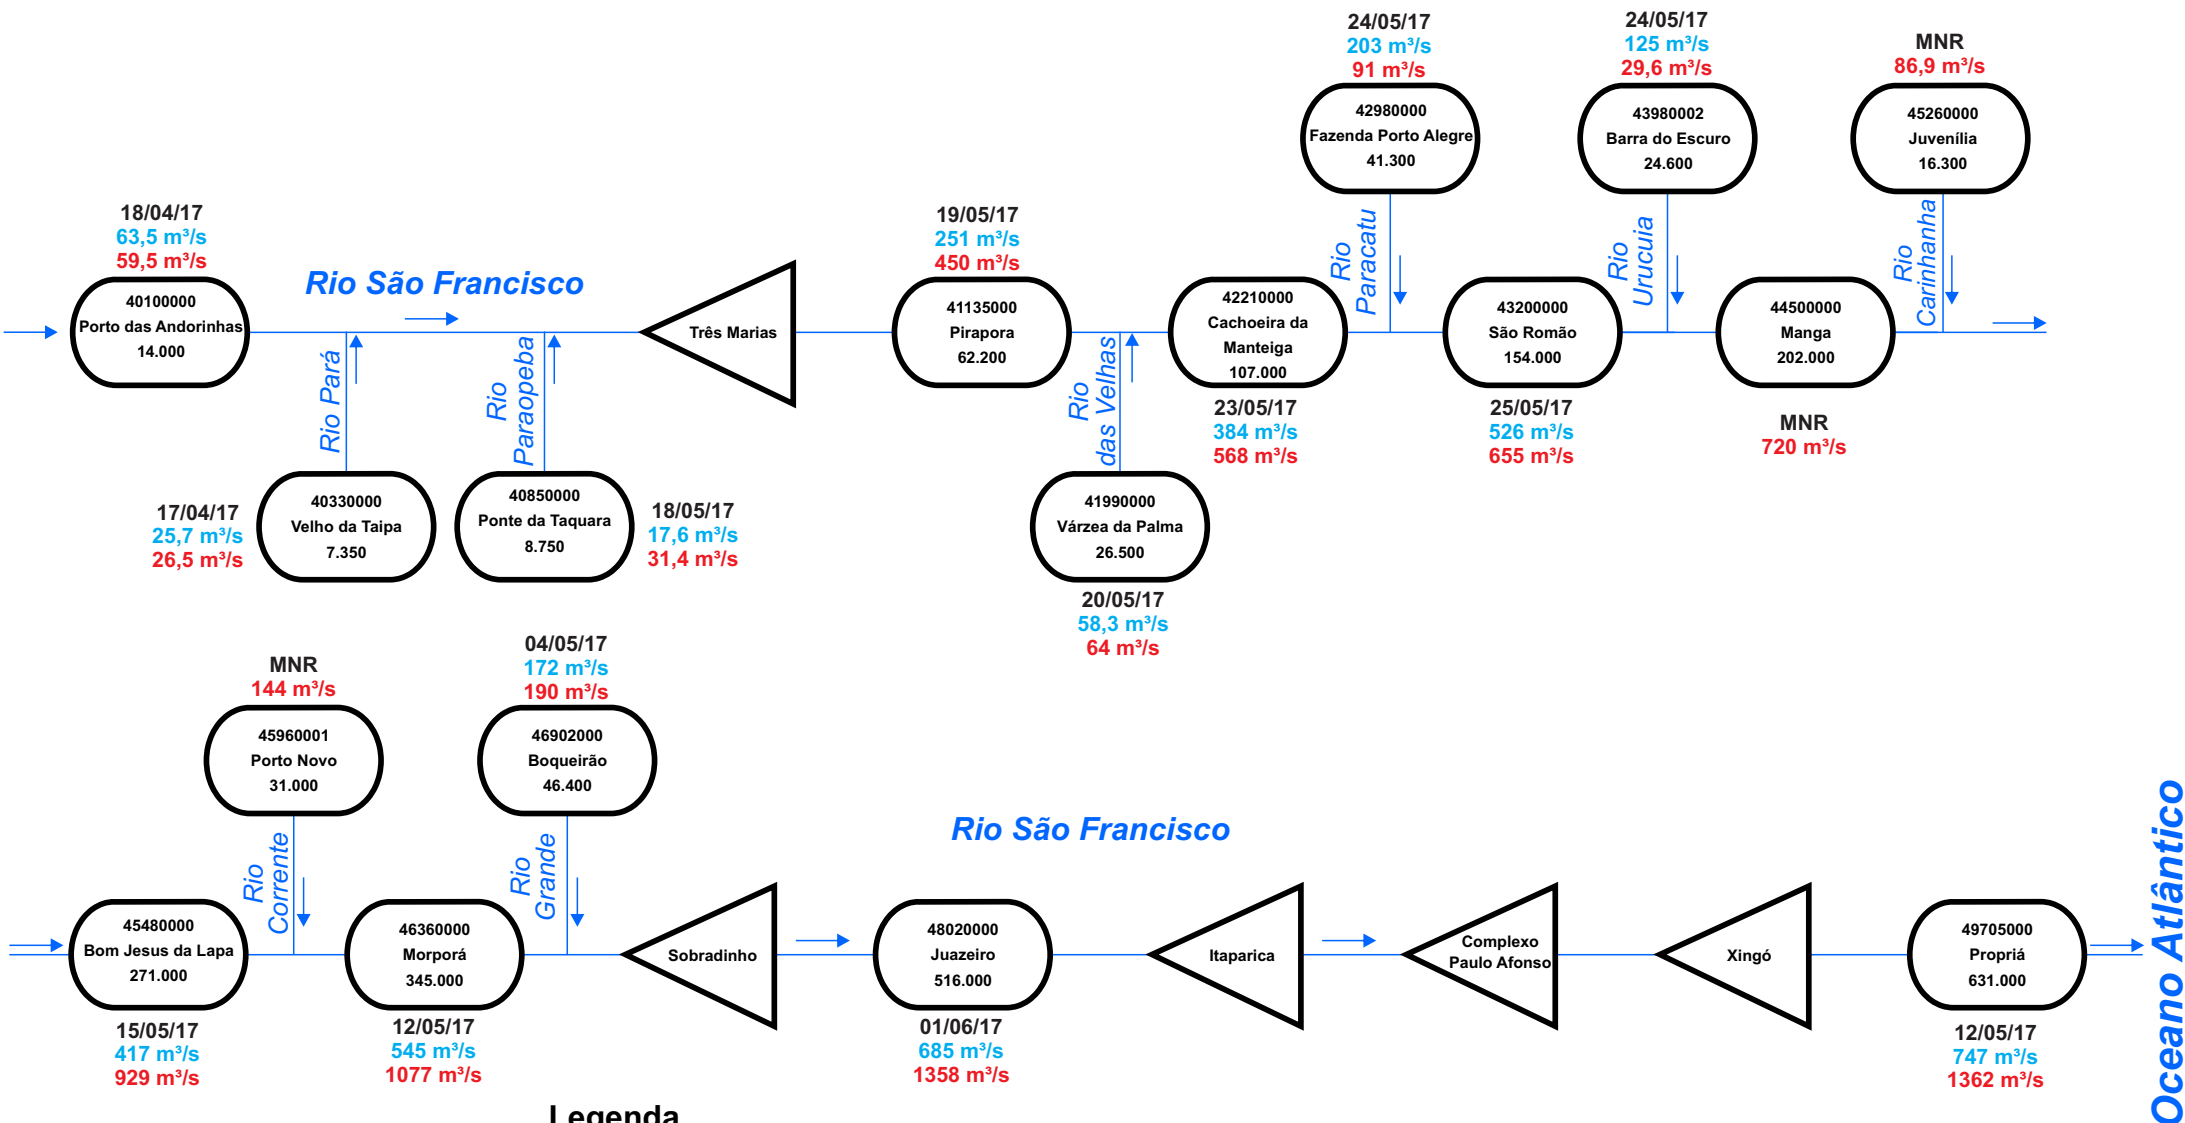 24/05/17
203 m³/s
91 m³/s
42980000
Fazenda Porto Alegre
41.300
24/05/17
125 m³/s
29,6 m³/s
43980002
Barra do Escuro
24.600
MNR
86,9 m³/s
45260000
Juvenília
16.300
18/04/17
63,5 m³/s
59,5 m³/s
40100000
Porto das Andorinhas
14.000
Rio São Francisco
Três Marias
19/05/17
251 m³/s
450 m³/s
41135000
Pirapora
62.200
42210000
Cachoeira da
Manteiga
107.000
23/05/17
384 m³/s
568 m³/s
Rio
Paracatu
43200000
São Romão
154.000
25/05/17
526 m³/s
655 m³/s
Rio
Urucuia
44500000
Manga
202.000
MNR
720 m³/s
Rio
Carinhanha
Rio Pará
Rio
Paraopeba
Rio
das Velhas
17/04/17
25,7 m³/s
26,5 m³/s
40330000
Velho da Taipa
7.350
40850000
Ponte da Taquara
8.750
18/05/17
17,6 m³/s
31,4 m³/s
41990000
Várzea da Palma
26.500
20/05/17
58,3 m³/s
64 m³/s
MNR
144 m³/s
45960001
Porto Novo
31.000
04/05/17
172 m³/s
190 m³/s
46902000
Boqueirão
46.400
Rio
Corrente
Rio
Grande
Rio São Francisco
45480000
Bom Jesus da Lapa
271.000
15/05/17
417 m³/s
929 m³/s
46360000
Morporá
345.000
12/05/17
545 m³/s
1077 m³/s
Sobradinho
48020000
Juazeiro
516.000
01/06/17
685 m³/s
1358 m³/s
Itaparica
Complexo
Paulo Afonso
Xingó
49705000
Propriá
631.000
12/05/17
747 m³/s
1362 m³/s
Oceano Atlântico
Legenda